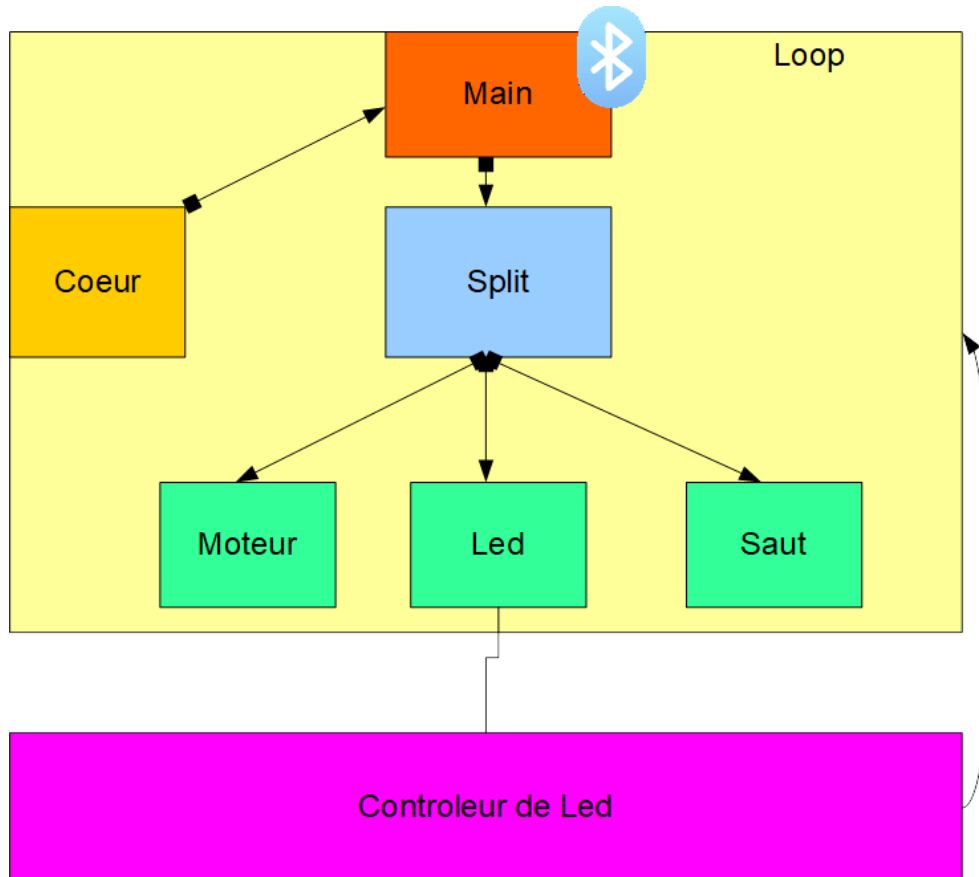 Loop
Main
Coeur
Split
Moteur
Led
Saut
Controleur de Led